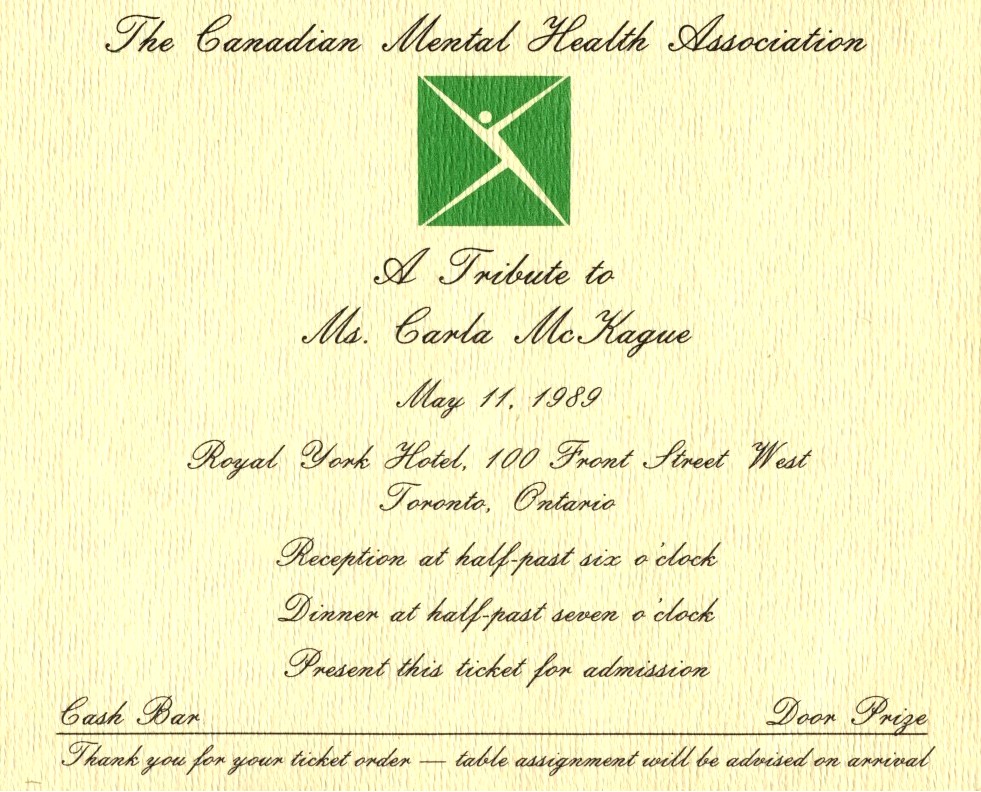 The Canadian Mental Health Association
A Tribute to
Ms. Carla McKague
May 11, 1989
Royal York Hotel, 100 Front Street West
Toronto, Ontario
Reception at half-past six o'clock
Dinner at half-past seven o'clock
Present this ticket for admission
Cash Bar Door Prize
Thank you for your ticket order — table assignment will be advised on arrival